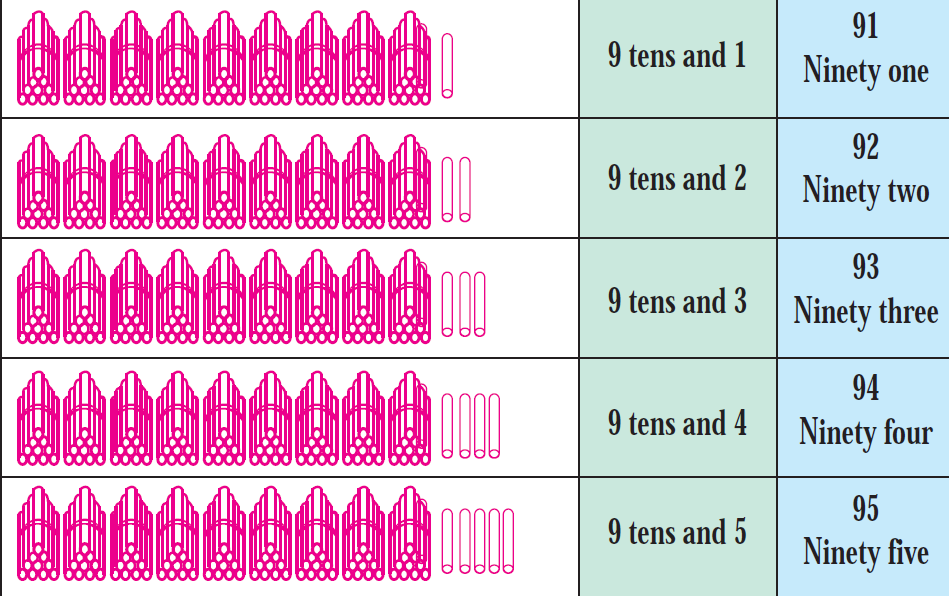 9 tens and 1
91
Ninety one
9 tens and 2
92
Ninety two
9 tens and 3
93
Ninety three
9 tens and 4
94
Ninety four
9 tens and 5
95
Ninety five